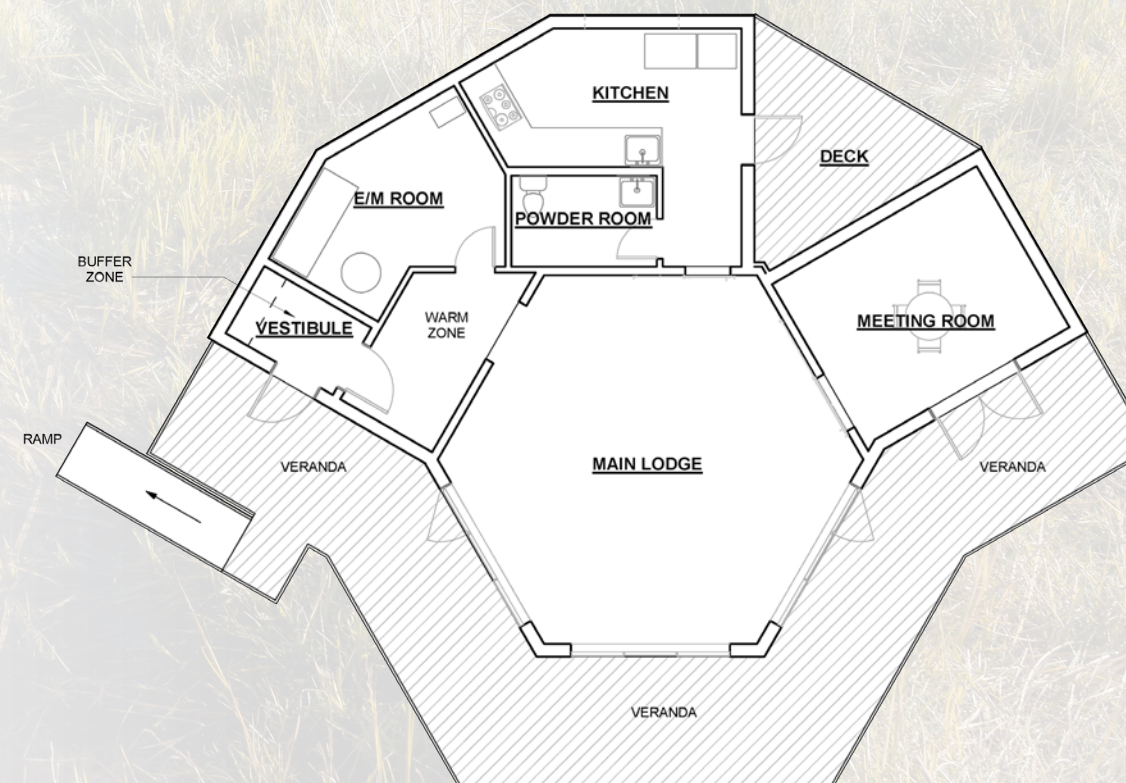 KITCHEN
DECK
E/M ROOM
POWDER ROOM
BUFFER
ZONE
VESTIBULE
WARM
ZONE
MEETING ROOM
RAMP
VERANDA
MAIN LODGE
VERANDA
VERANDA